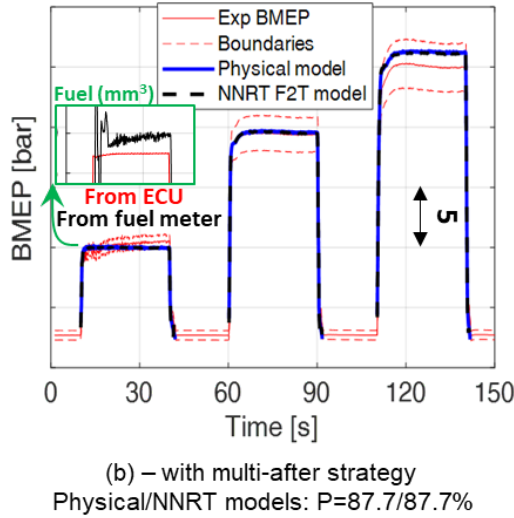 Exp BMEP
Boundaries
Physical model
NNRT F2T model
Fuel (mm³)
From ECU
From fuel meter
5
BMEP [bar]
0 30 60 90 120 150
Time [s]
(b) – with multi-after strategy
Physical/NNRT models: P=87.7/87.7%